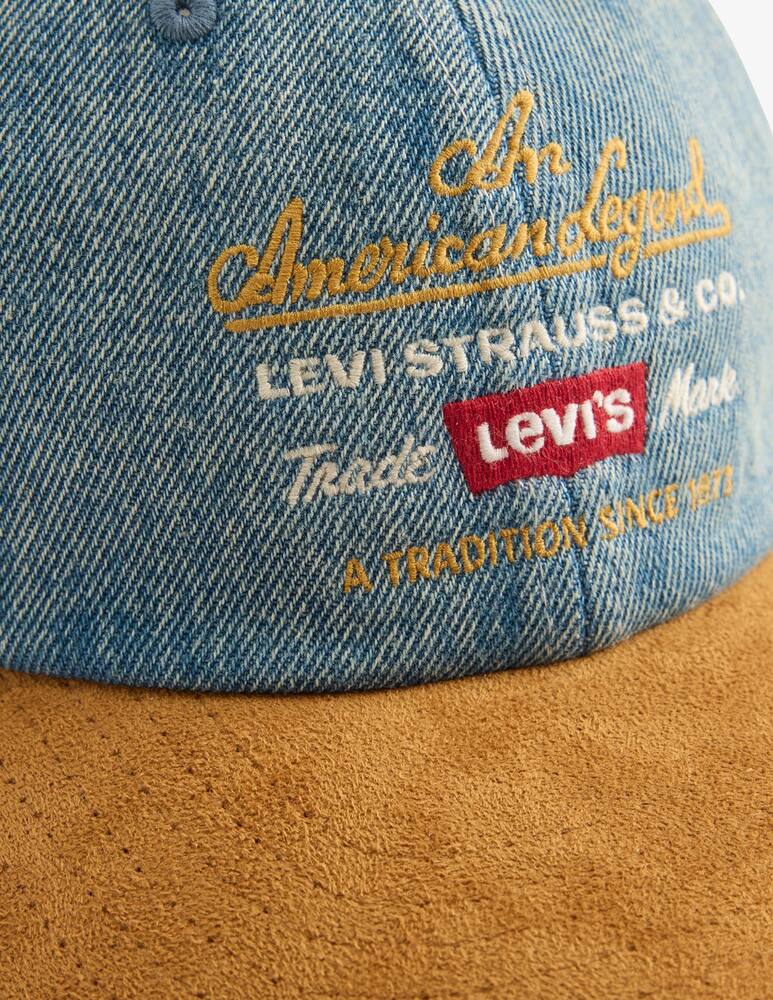 An
American Legend
LEVI STRAUSS & CO.
Trade LEVI'S Mark
A TRADITION SINCE 1873